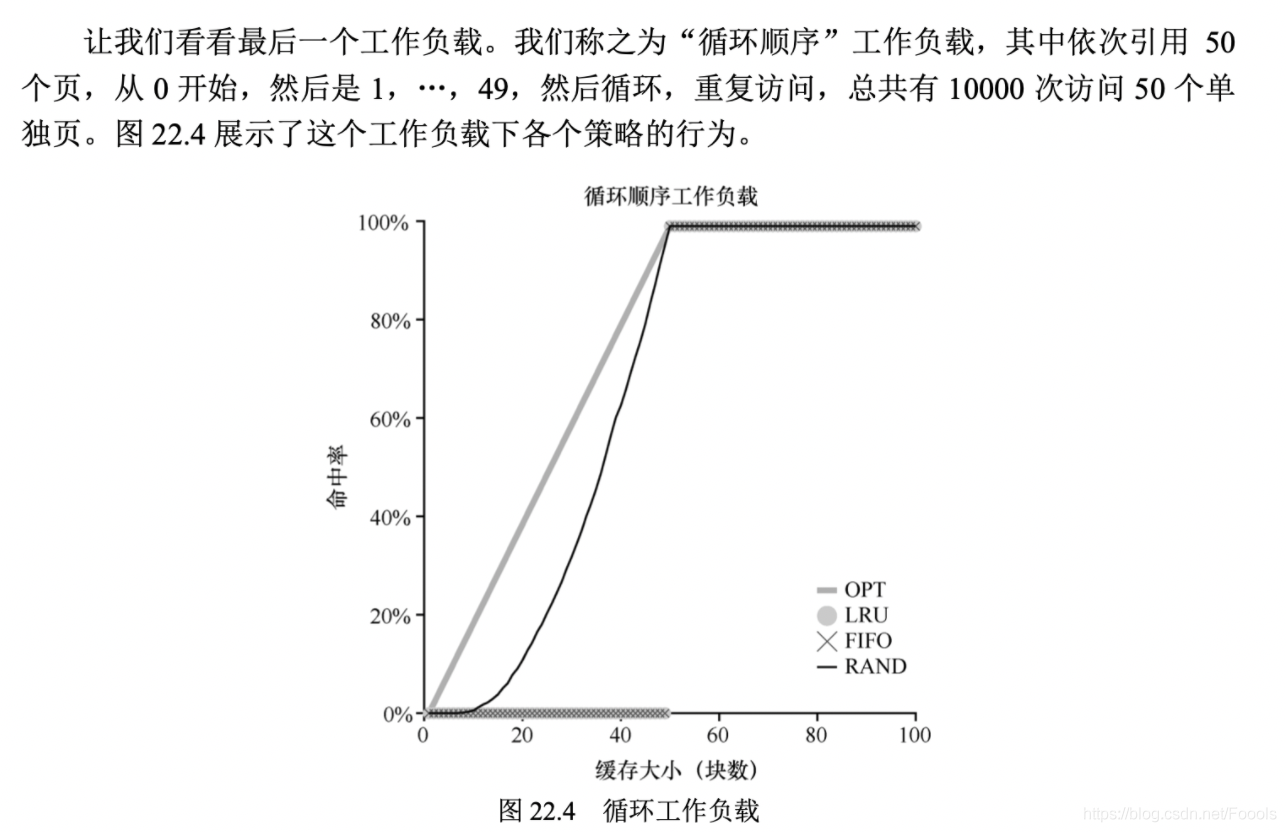 让我们看看最后一个工作负载。我们称之为“循环顺序”工作负载，其中依次引用 50
个页，从 0 开始，然后是 1，…，49，然后循环，重复访问，总共有 10000 次访问 50 个单
独页。图 22.4 展示了这个工作负载下各个策略的行为。
循环顺序工作负载
100%
80%
60%
40%
20%
0%
命中率
OPT
LRU
FIFO
RAND
0 20 40 60 80 100
缓存大小（块数）
图 22.4 循环工作负载
https://blog.csdn.net/Foools